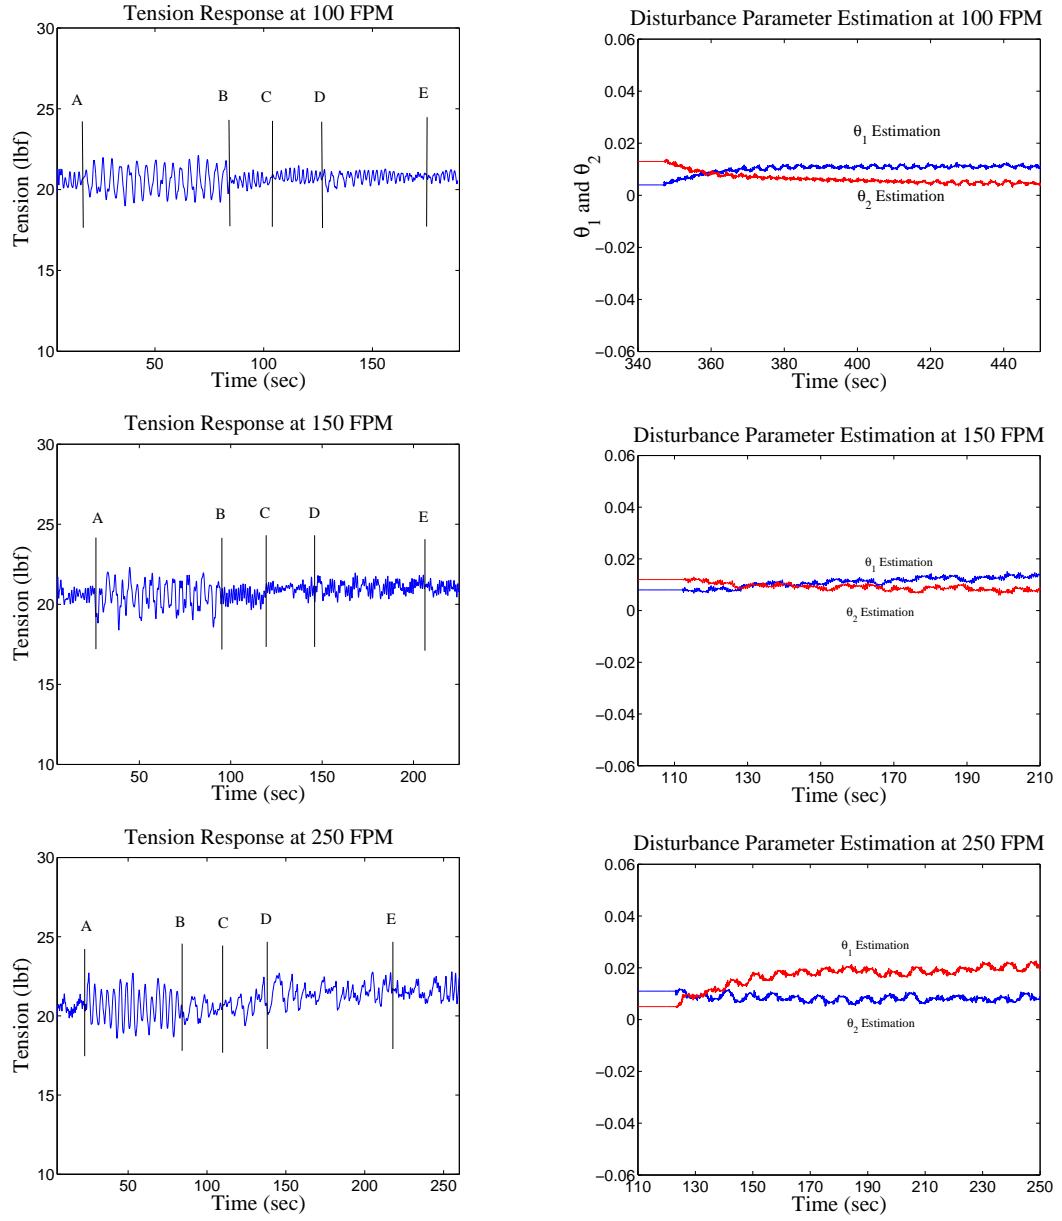 Tension Response at 100 FPM
30
25
20
15
10
Tension (lbf)
A
B
C
D
E
50
100
150
Time (sec)
Disturbance Parameter Estimation at 100 FPM
0.06
0.04
0.02
0
−0.02
−0.04
−0.06
θ1 and θ2
θ1 Estimation
θ2 Estimation
340
360
380
400
420
440
Time (sec)
Tension Response at 150 FPM
30
25
20
15
10
Tension (lbf)
A
B
C
D
E
50
100
150
200
Time (sec)
Disturbance Parameter Estimation at 150 FPM
0.06
0.04
0.02
0
−0.02
−0.04
−0.06
θ1 Estimation
θ2 Estimation
110
130
150
170
190
210
Time (sec)
Tension Response at 250 FPM
30
25
20
15
10
Tension (lbf)
A
B
C
D
E
50
100
150
200
250
Time (sec)
Disturbance Parameter Estimation at 250 FPM
0.06
0.04
0.02
0
−0.02
−0.04
−0.06
θ1 Estimation
θ2 Estimation
110
130
150
170
190
210
230
250
Time (sec)